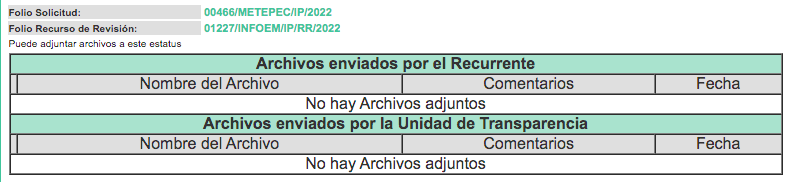 Folio Solicitud: 00466/METEPEC/IP/2022
Folio Recurso de Revisión: 01227/INFOEM/IP/RR/2022
Puede adjuntar archivos a este estatus
Archivos enviados por el Recurrente
Nombre del Archivo Comentarios Fecha
No hay Archivos adjuntos
Archivos enviados por la Unidad de Transparencia
Nombre del Archivo Comentarios Fecha
No hay Archivos adjuntos